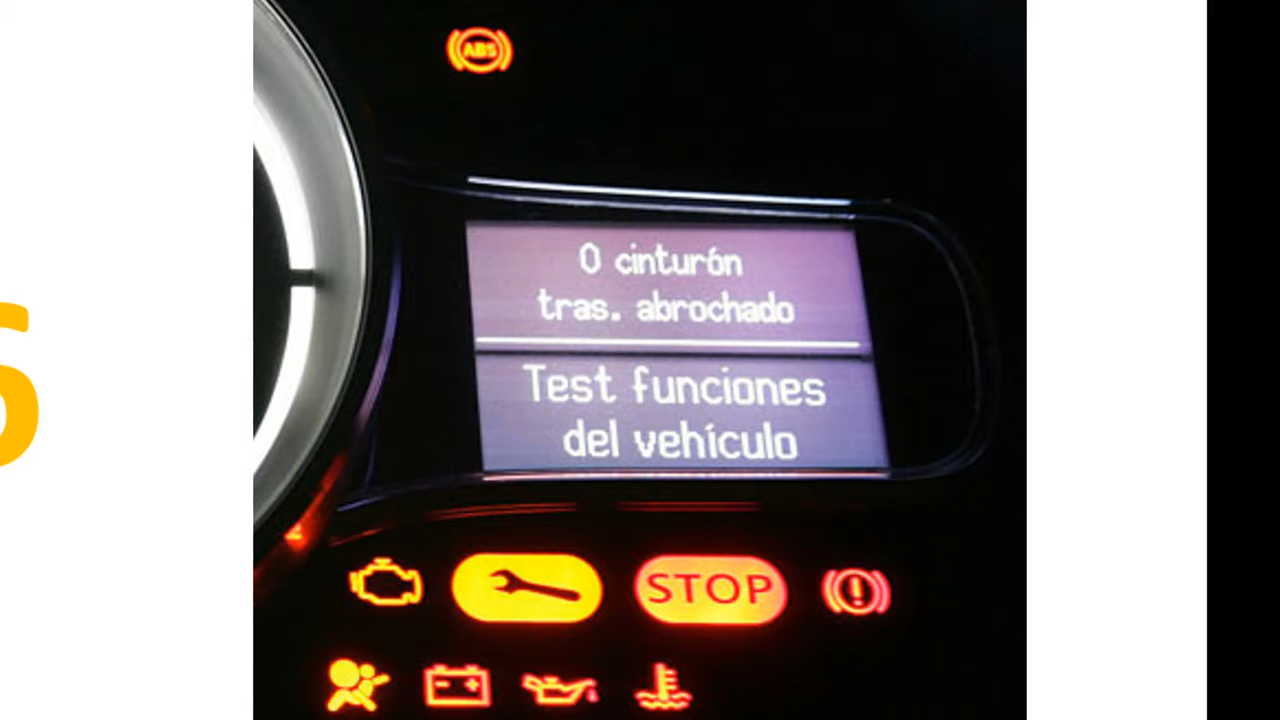 ABS
0 cinturón
tras. abrochado
Test funciones
del vehículo
STOP